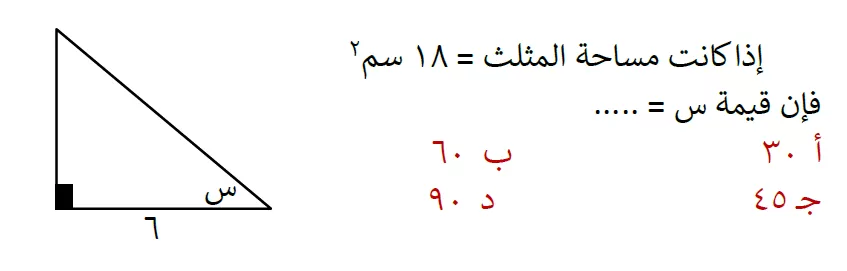 إذا كانت مساحة المثلث = ١٨ سم٢
فإن قيمة س = .....
أ ٣٠ ب ٦٠
جـ ٤٥ د ٩٠
س
٦